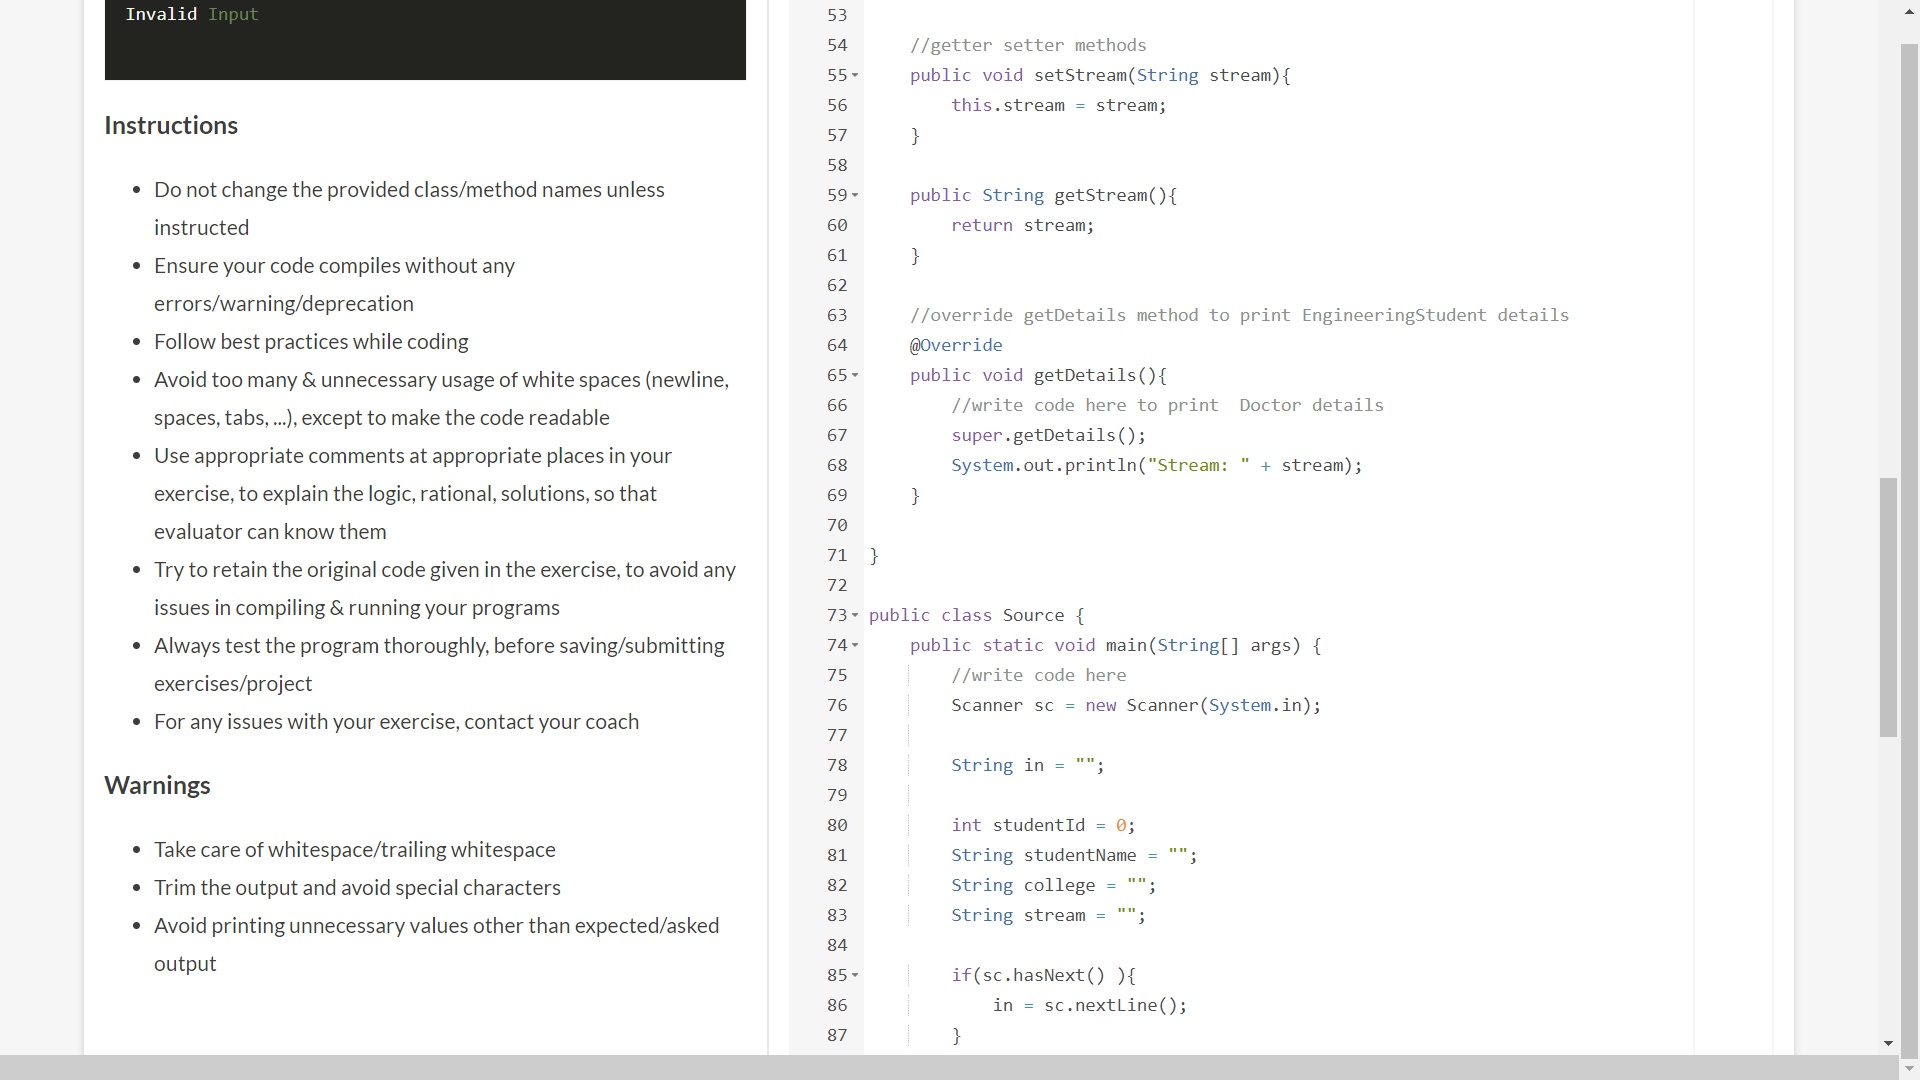 Invalid Input
Instructions
• Do not change the provided class/method names unless
instructed
• Ensure your code compiles without any
errors/warning/deprecation
• Follow best practices while coding
• Avoid too many & unnecessary usage of white spaces (newline,
spaces, tabs, ...), except to make the code readable
• Use appropriate comments at appropriate places in your
exercise, to explain the logic, rational, solutions, so that
evaluator can know them
• Try to retain the original code given in the exercise, to avoid any
issues in compiling & running your programs
• Always test the program thoroughly, before saving/submitting
exercises/project
• For any issues with your exercise, contact your coach
Warnings
• Take care of whitespace/trailing whitespace
• Trim the output and avoid special characters
• Avoid printing unnecessary values other than expected/asked
output
53
54     //getter setter methods
55     public void setStream(String stream){
56         this.stream = stream;
57     }
58
59     public String getStream(){
60         return stream;
61     }
62
63     //override getDetails method to print EngineeringStudent details
64     @Override
65     public void getDetails(){
66         //write code here to print  Doctor details
67         super.getDetails();
68         System.out.println("Stream: " + stream);
69     }
70
71 }
72
73 public class Source {
74     public static void main(String[] args) {
75         //write code here
76         Scanner sc = new Scanner(System.in);
77
78         String in = "";
79
80         int studentId = 0;
81         String studentName = "";
82         String college = "";
83         String stream = "";
84
85         if(sc.hasNext() ){
86             in = sc.nextLine();
87         }